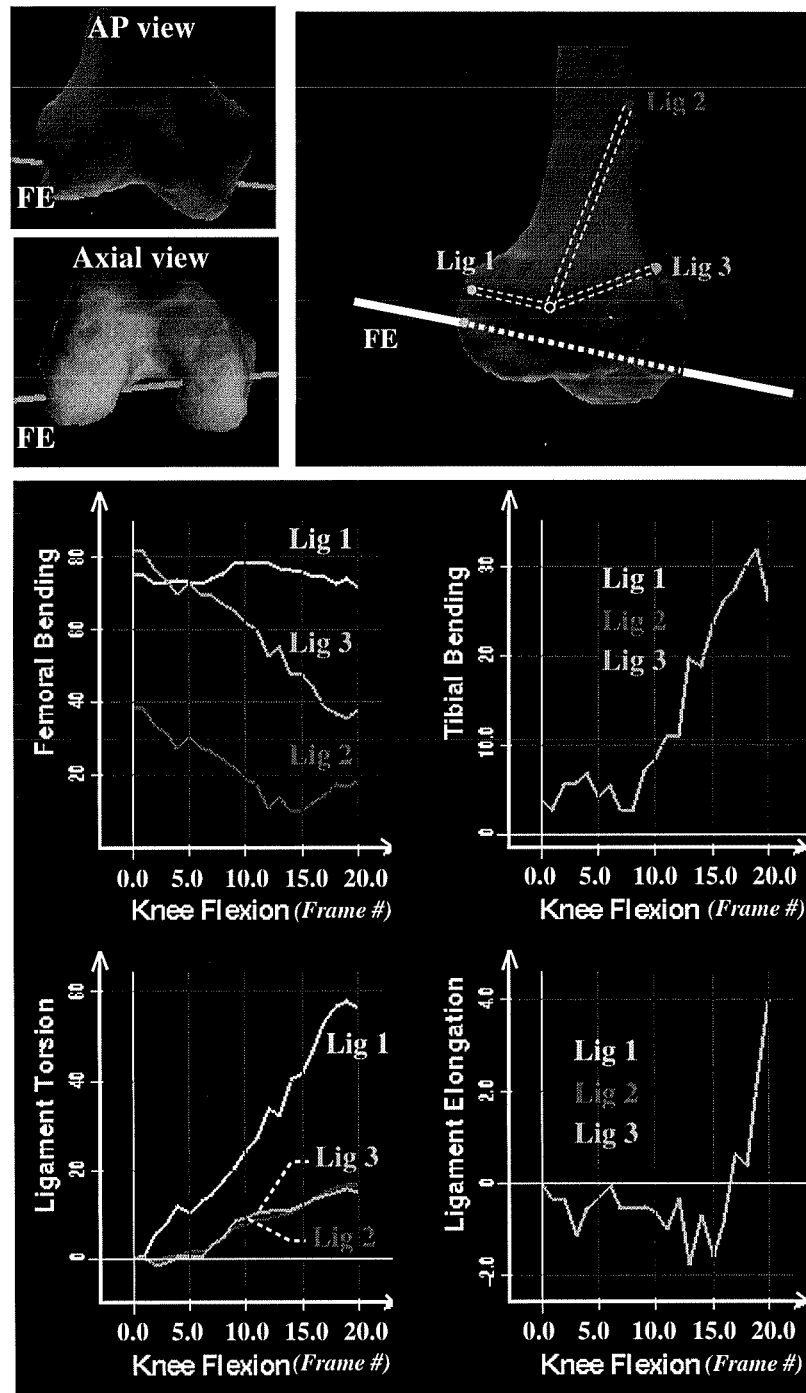 AP view
FE
Axial view
FE
Lig 2
Lig 1
Lig 3
FE
Femoral Bending
80
60
40
20
Lig 1
Lig 3
Lig 2
0.0 5.0 10.0 15.0 20.0
Knee Flexion (Frame #)
Tibial Bending
30
20
10.0
0.0
Lig 1
Lig 2
Lig 3
0.0 5.0 10.0 15.0 20.0
Knee Flexion (Frame #)
Ligament Torsion
60
40
20
0.0
Lig 1
Lig 3
Lig 2
0.0 5.0 10.0 15.0 20.0
Knee Flexion (Frame #)
Ligament Elongation
4.0
2.0
0.0
-2.0
Lig 1
Lig 2
Lig 3
0.0 5.0 10.0 15.0 20.0
Knee Flexion (Frame #)